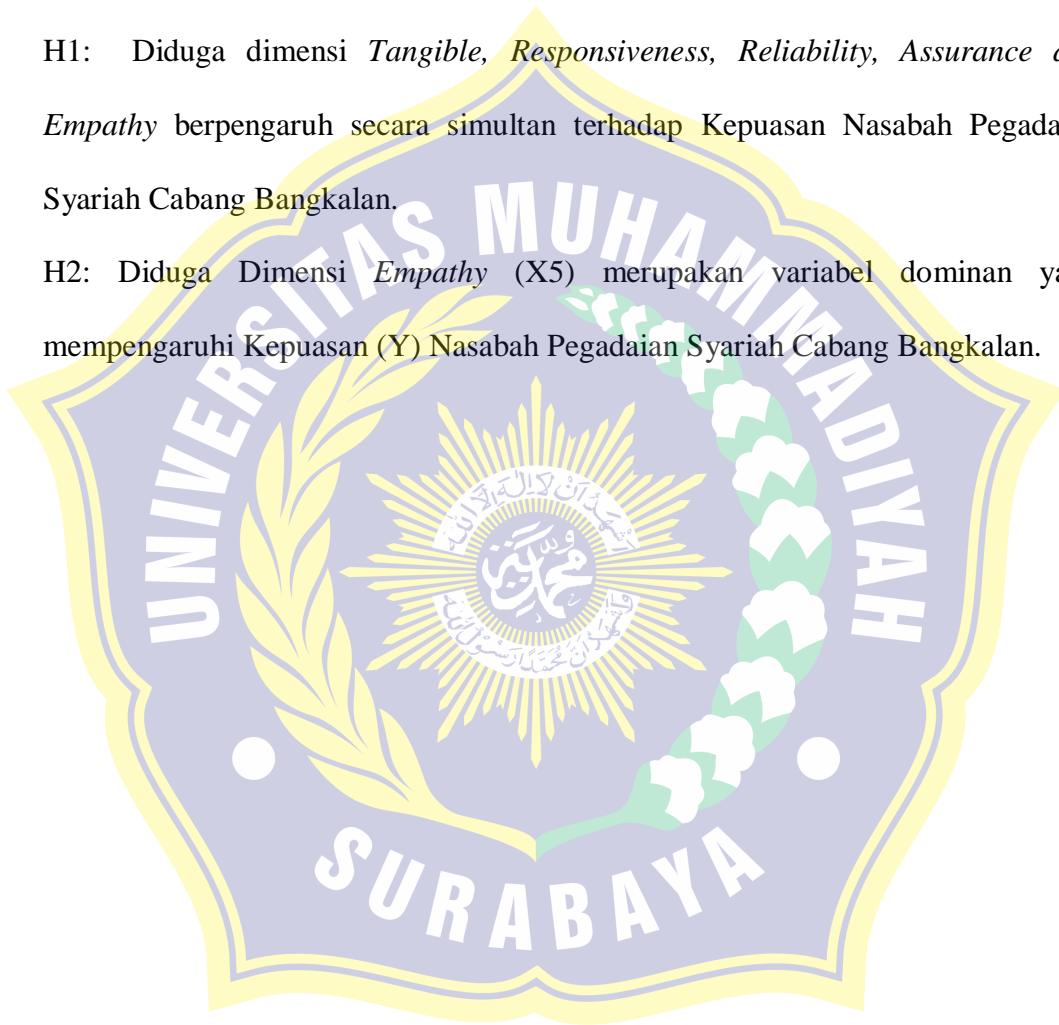 H1: Diduga dimensi Tangible, Responsiveness, Reliability, Assurance
Empathy berpengaruh secara simultan terhadap Kepuasan Nasabah Pegada
Syariah Cabang Bangkalan.
H2: Diduga Dimensi Empathy (X5) merupakan variabel dominan ya
mempengaruhi Kepuasan (Y) Nasabah Pegadaian Syariah Cabang Bangkalan.
UNIVERSITAS MUHAMMADIYAH
SURABAYA